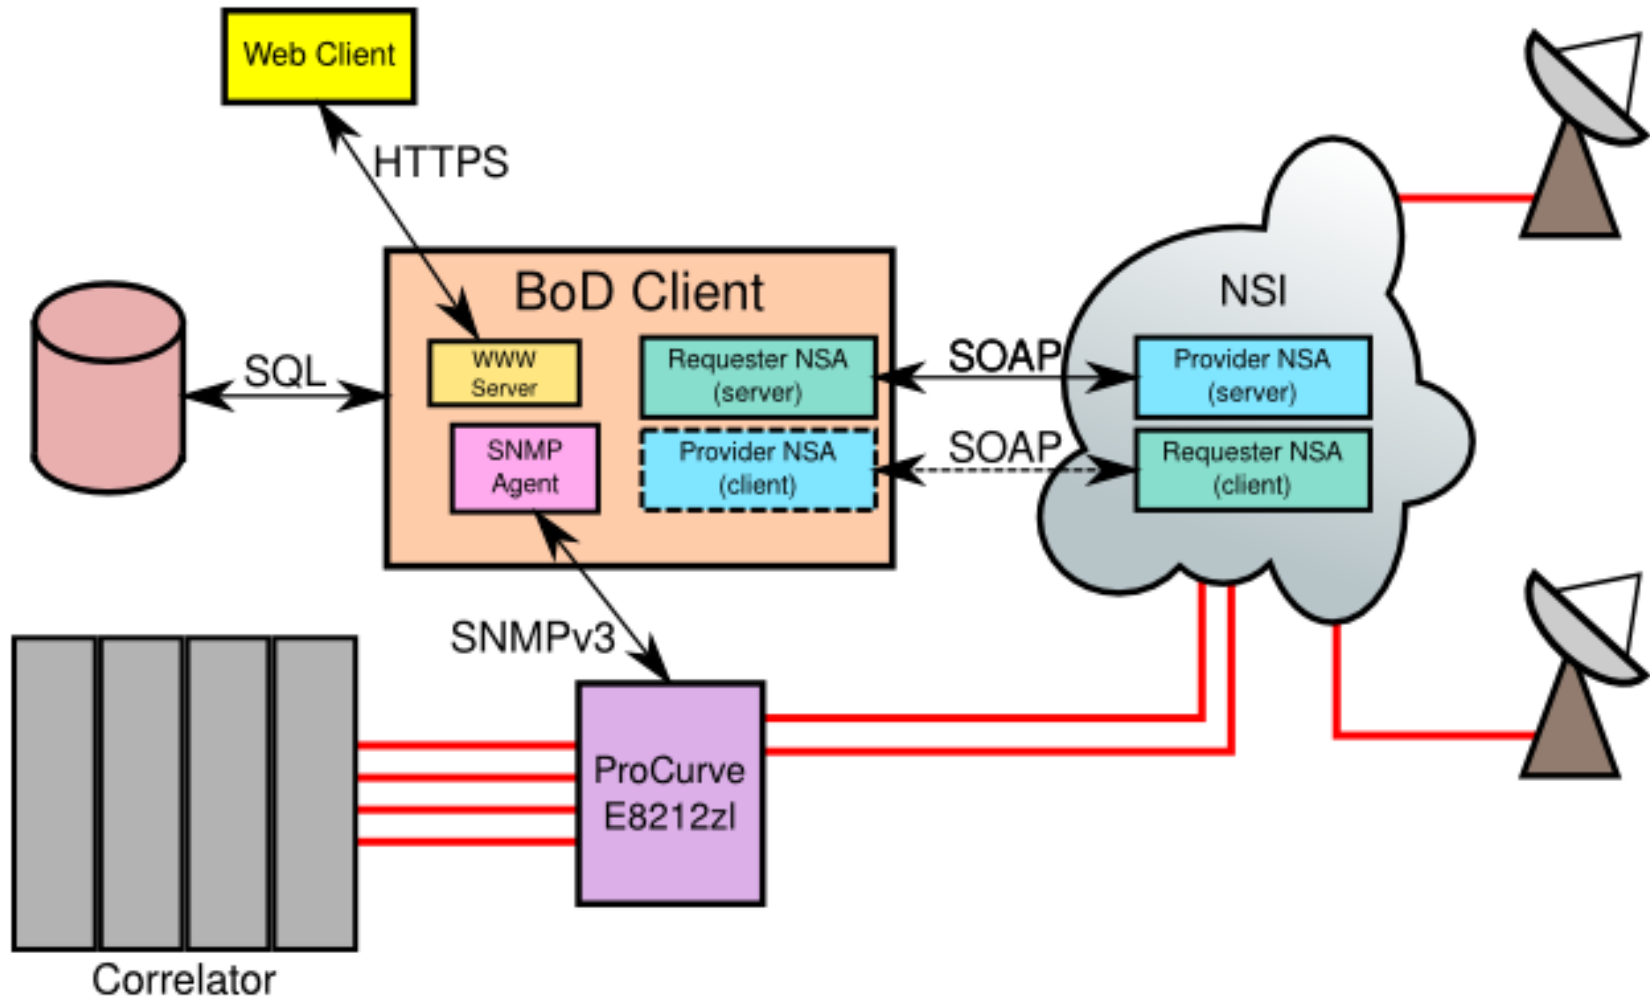 Web Client
HTTPS
BoD Client
NSI
WWW
Server
Requester NSA
(server)
SOAP
Provider NSA
(server)
SQL
SNMP
Agent
Provider NSA
(client)
SOAP
Requester NSA
(client)
SNMPv3
ProCurve
E8212zl
Correlator